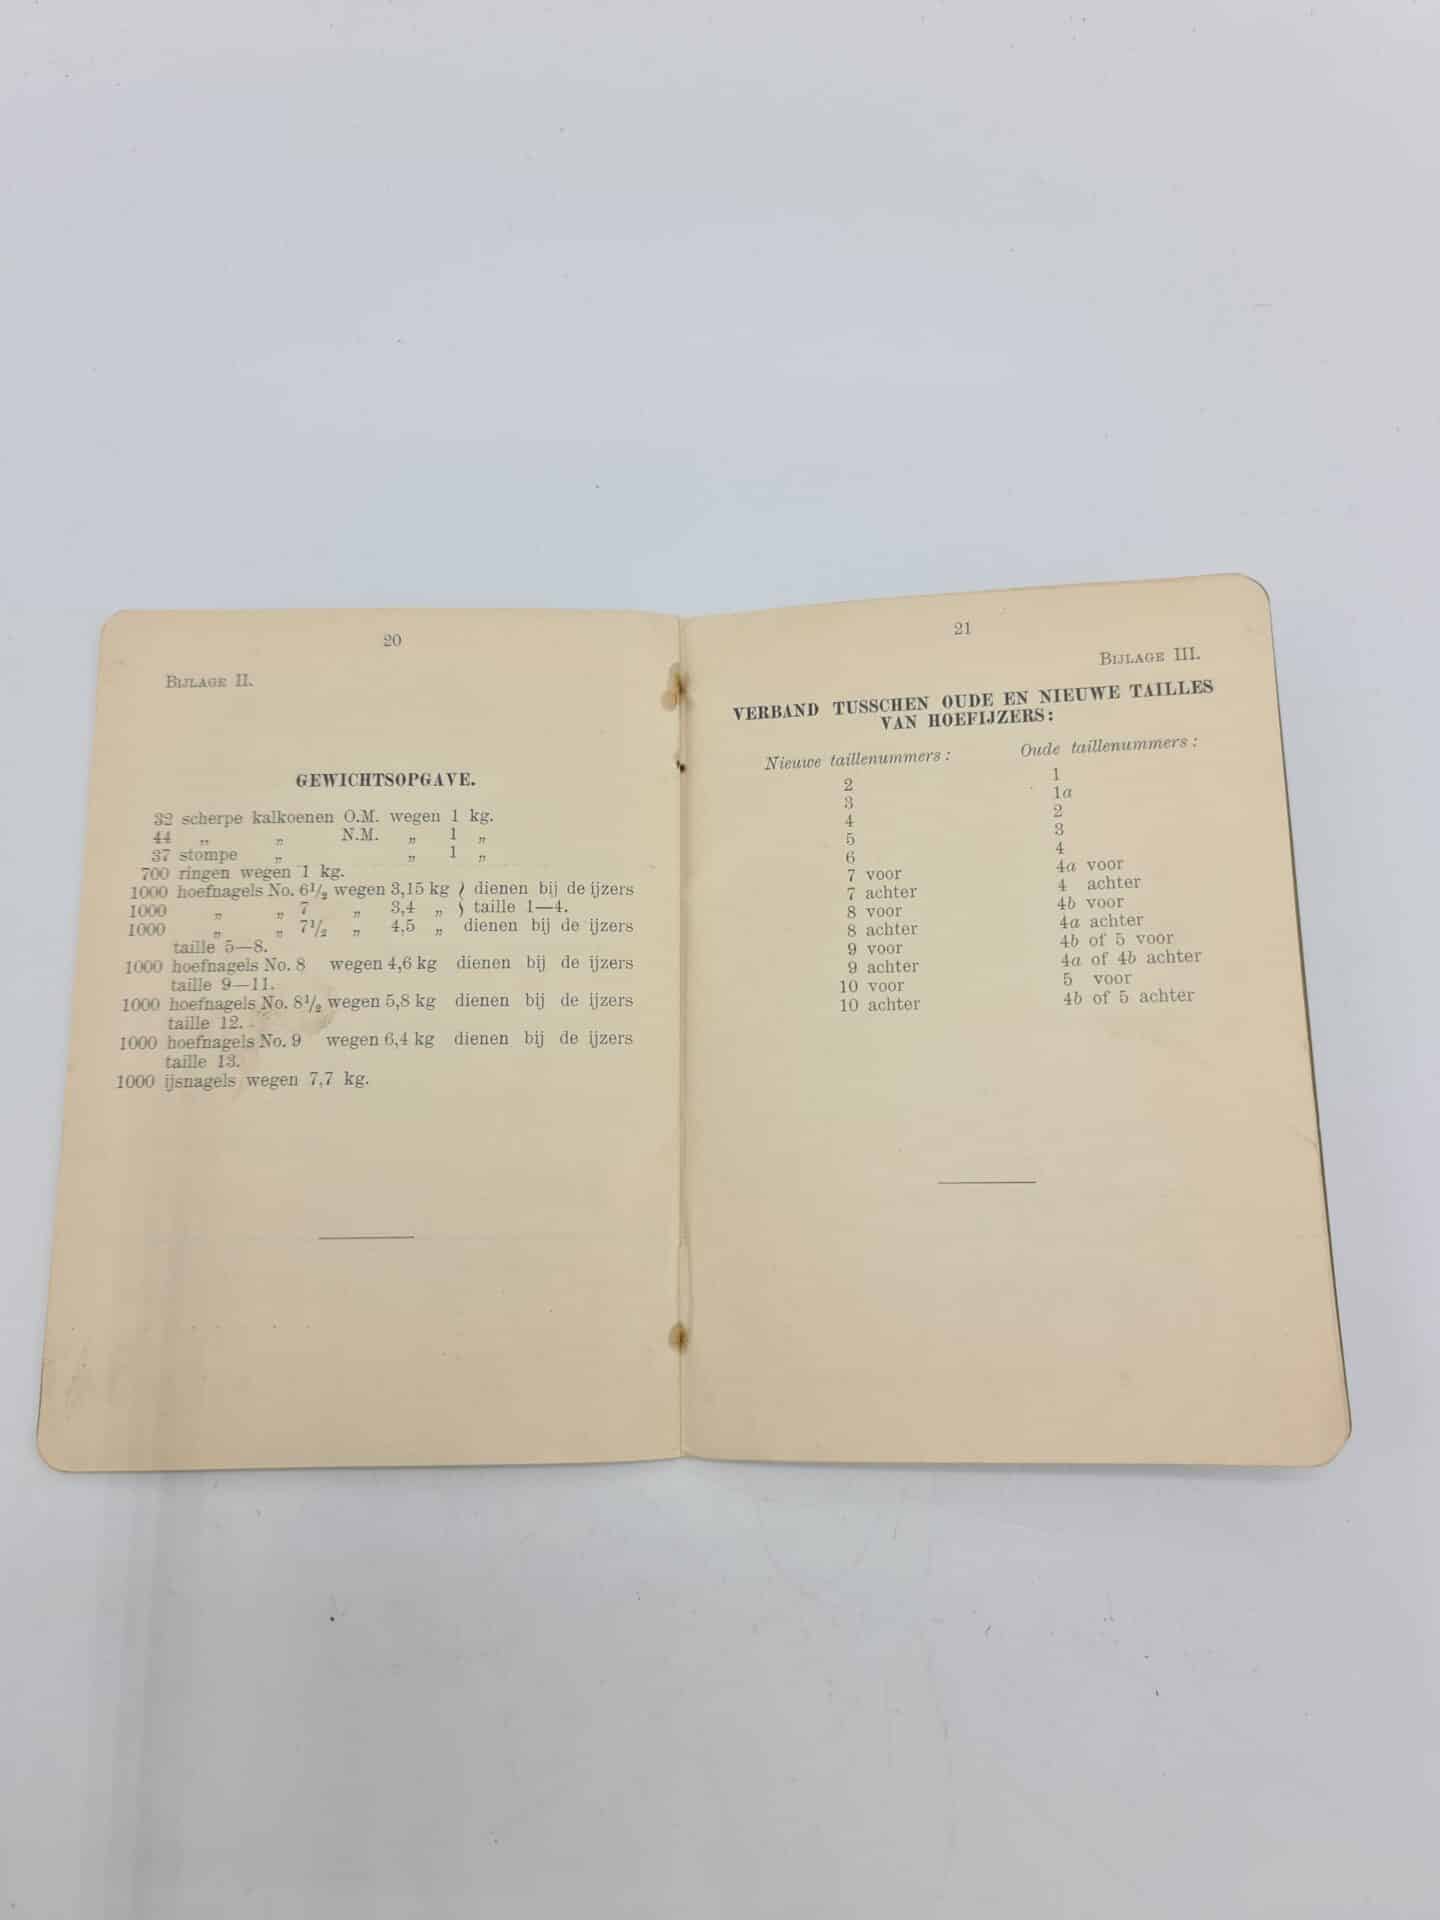 20
BIJLAGE II.
GEWICHTSOPGAVE.
32 scherpe kalkoenen O.M. wegen 1 kg.
44 „ „ N.M. „ 1 „
37 stompe „ „ 1 „
700 ringen wegen 1 kg.
1000 hoefnagels No. 6¹/₂ wegen 3,15 kg } dienen bij de ijzers
1000 „ „ 7 „ 3,4 „ } taille 1—4.
1000 „ „ 7¹/₂ „ 4,5 „ dienen bij de ijzers
taille 5—8.
1000 hoefnagels No. 8 wegen 4,6 kg dienen bij de ijzers
taille 9—11.
1000 hoefnagels No. 8¹/₂ wegen 5,8 kg dienen bij de ijzers
taille 12.
1000 hoefnagels No. 9 wegen 6,4 kg dienen bij de ijzers
taille 13.
1000 ijsnagels wegen 7,7 kg.
21
BIJLAGE III.
VERBAND TUSSCHEN OUDE EN NIEUWE TAILLES
VAN HOEFIJZERS:
Nieuwe taillenummers: Oude taillenummers:
2 1
3 1a
4 2
5 3
6 4
7 voor 4a voor
7 achter 4 achter
8 voor 4b voor
8 achter 4a achter
9 voor 4b of 5 voor
9 achter 4a of 4b achter
10 voor 5 voor
10 achter 4b of 5 achter